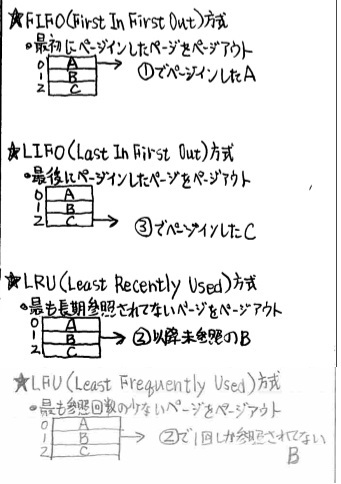 ★FIFO(First In First Out)方式
•最初にページインしたページをページアウト
0 A
1 B
2 C
①でページインしたA
★LIFO(Last In First Out)方式
•最後にページインしたページをページアウト
0 A
1 B
2 C
③でページインしたC
★LRU(Least Recently Used)方式
•最も長期参照されてないページをページアウト
0 A
1 B
2 C
②以降未参照のB
★LFU(Least Frequently Used)方式
•最も参照回数の少ないページをページアウト
0 A
1 B
2 C
②で1回しか参照されてない
B